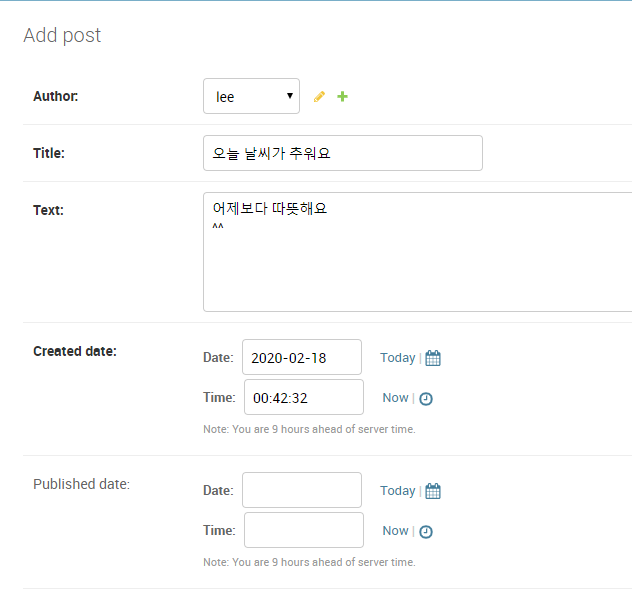 Add post
Author: lee
Title: 오늘 날씨가 추워요
Text: 어제보다 따뜻해요
^^
Created date: Date: 2020-02-18 Today |
Time: 00:42:32 Now |
Note: You are 9 hours ahead of server time.
Published date: Date: Today |
Time: Now |
Note: You are 9 hours ahead of server time.